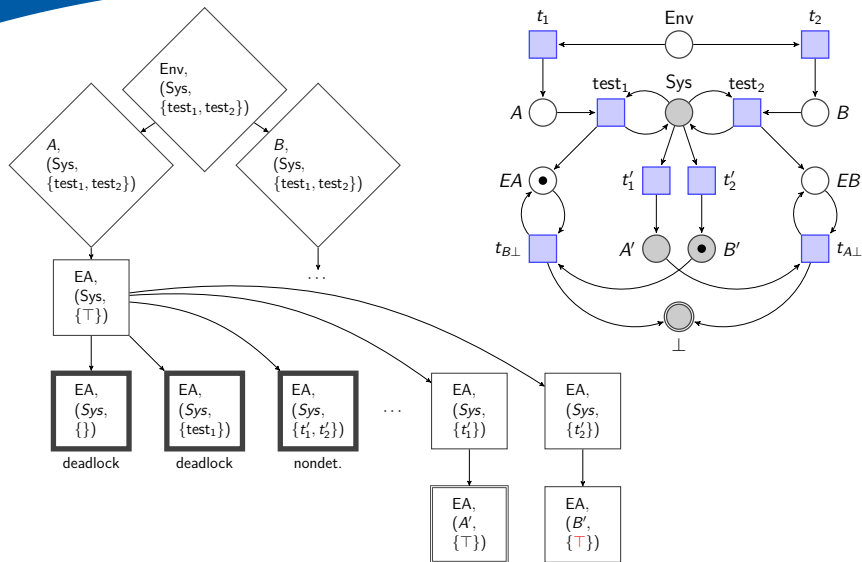 Env,
(Sys,
{test₁, test₂})
A,
(Sys,
{test₁, test₂})
B,
(Sys,
{test₁, test₂})
EA,
(Sys,
{⊤})
...
EA,
(Sys,
{})
deadlock
EA,
(Sys,
{test₁})
deadlock
EA,
(Sys,
{t′₁, t′₂})
nondet.
...
EA,
(Sys,
{t′₁})
EA,
(Sys,
{t′₂})
EA,
(A′,
{⊤})
EA,
(B′,
{⊤})
t₁
Env
t₂
test₁
Sys
test₂
A
B
EA
t′₁
t′₂
EB
t_B⊥
A′
B′
t_A⊥
⊥